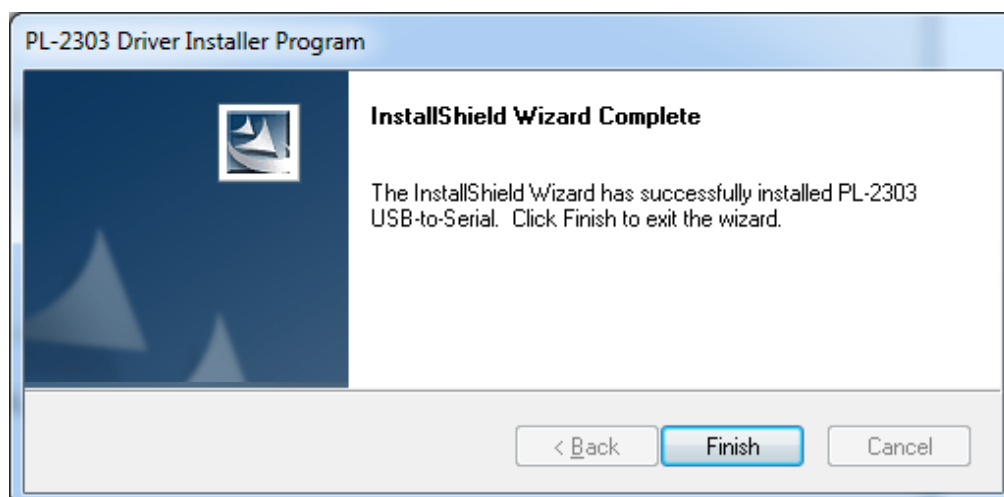 PL-2303 Driver Installer Program
InstallShield Wizard Complete
The InstallShield Wizard has successfully installed PL-2303
USB-to-Serial.  Click Finish to exit the wizard.
< Back
Finish
Cancel